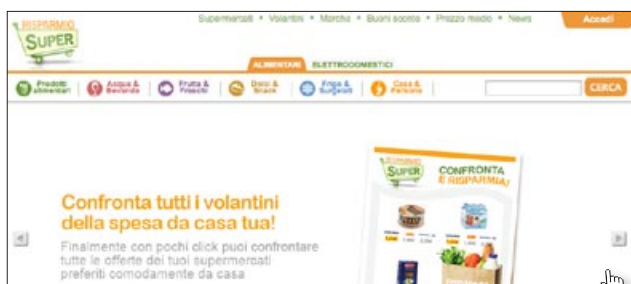 Supermercati • Volantini • Marche • Buoni sconto • Prezzo medio • News
Accedi
RISPARMIO
SUPER
ALIMENTARI ELETTRODOMESTICI
Prodotti alimentari
Acqua & Bevande
Frutta & Freschi
Dolci & Snack
Frigo & Surgelati
Casa & Persona
CERCA
RISPARMIO
SUPER
CONFRONTA
E RISPARMIA!
Confronta tutti i volantini
della spesa da casa tua!
Finalmente con pochi click puoi confrontare
tutte le offerte dei tuoi supermercati
preferiti comodamente da casa